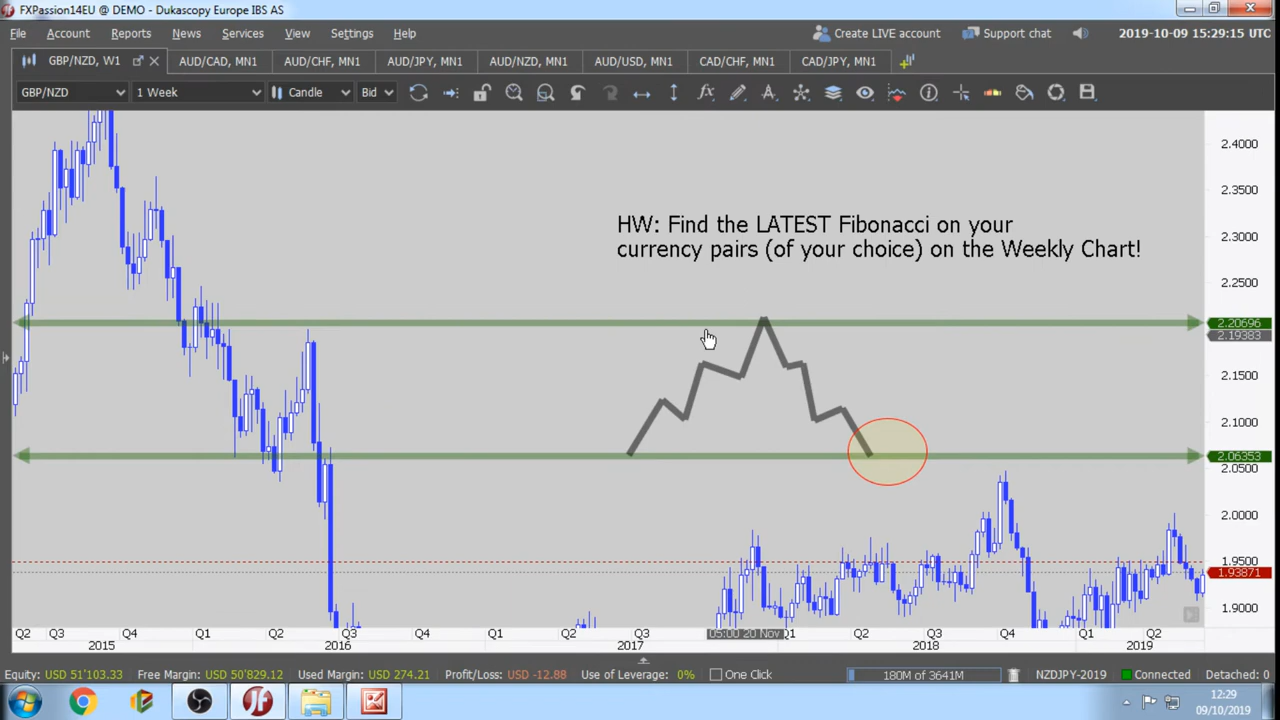 FXPassion14EU @ DEMO - Dukascopy Europe IBS AS
File Account Reports News Services View Settings Help Create LIVE account Support chat 2019-10-09 15:29:15 UTC
GBP/NZD, W1 AUD/CAD, MN1 AUD/CHF, MN1 AUD/JPY, MN1 AUD/NZD, MN1 AUD/USD, MN1 CAD/CHF, MN1 CAD/JPY, MN1
GBP/NZD 1 Week Candle Bid
2.4000
2.3500
HW: Find the LATEST Fibonacci on your
currency pairs (of your choice) on the Weekly Chart!
2.3000
2.2500
2.20696
2.19383
2.1500
2.1000
2.06353
2.0500
2.0000
1.9500
1.93871
1.9000
Q2 Q3 Q4 Q1 Q2 Q3 Q4 Q1 Q2 Q3 05:00 20 Nov Q1 Q2 Q3 Q4 Q1 Q2
2015 2016 2017 2018 2019
Equity: USD 51'103.33 Free Margin: USD 50'829.12 Used Margin: USD 274.21 Profit/Loss: USD -12.88 Use of Leverage: 0% One Click 180M of 3641M NZDJPY-2019 Connected Detached: 0
12:29
09/10/2019